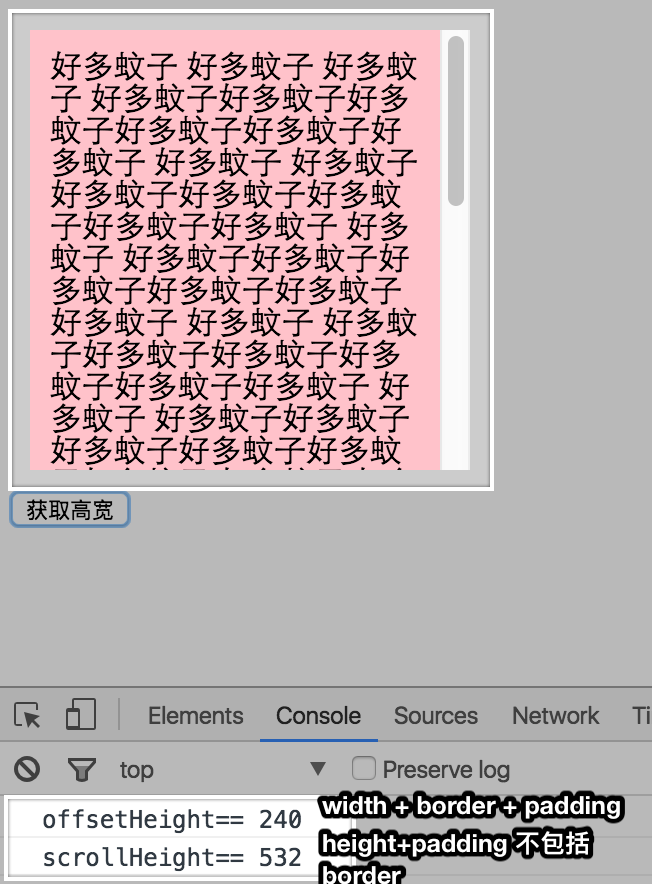 好多蚊子 好多蚊子 好多蚊
子 好多蚊子好多蚊子好多
蚊子好多蚊子好多蚊子好
多蚊子 好多蚊子 好多蚊子
好多蚊子好多蚊子好多蚊
子好多蚊子好多蚊子 好多
蚊子 好多蚊子好多蚊子好
多蚊子好多蚊子好多蚊子
好多蚊子 好多蚊子 好多蚊
子好多蚊子好多蚊子好多
蚊子好多蚊子好多蚊子 好
多蚊子 好多蚊子好多蚊子
好多蚊子好多蚊子好多蚊
获取高宽
Elements Console Sources Network Ti
top Preserve log
offsetHeight== 240 width + border + padding
scrollHeight== 532 height+padding 不包括
border